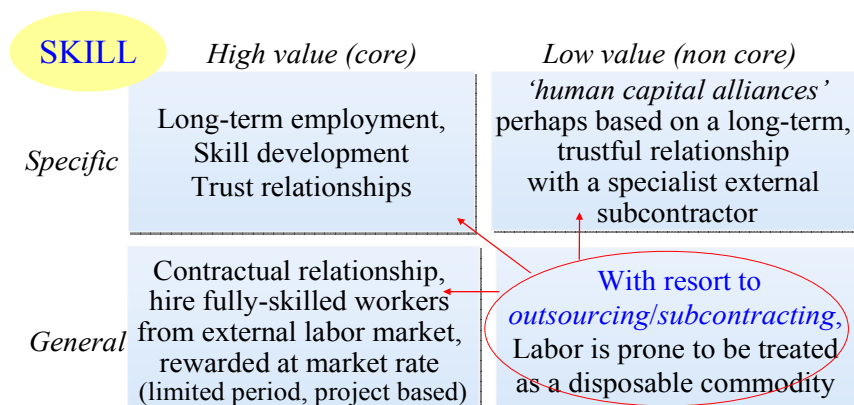 SKILL
High value (core)
Low value (non core)
Specific
Long-term employment,
Skill development
Trust relationships
‘human capital alliances’
perhaps based on a long-term,
trustful relationship
with a specialist external
subcontractor
General
Contractual relationship,
hire fully-skilled workers
from external labor market,
rewarded at market rate
(limited period, project based)
With resort to
outsourcing/subcontracting,
Labor is prone to be treated
as a disposable commodity